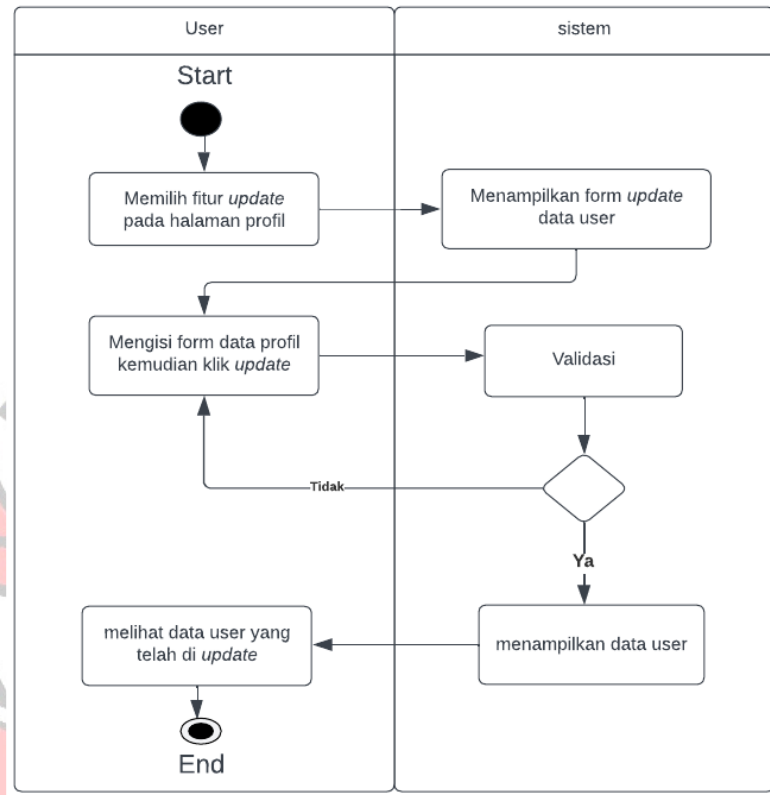 User
sistem
Start
Memilih fitur update
pada halaman profil
Menampilkan form update
data user
Mengisi form data profil
kemudian klik update
Validasi
Tidak
Ya
melihat data user yang
telah di update
menampilkan data user
End